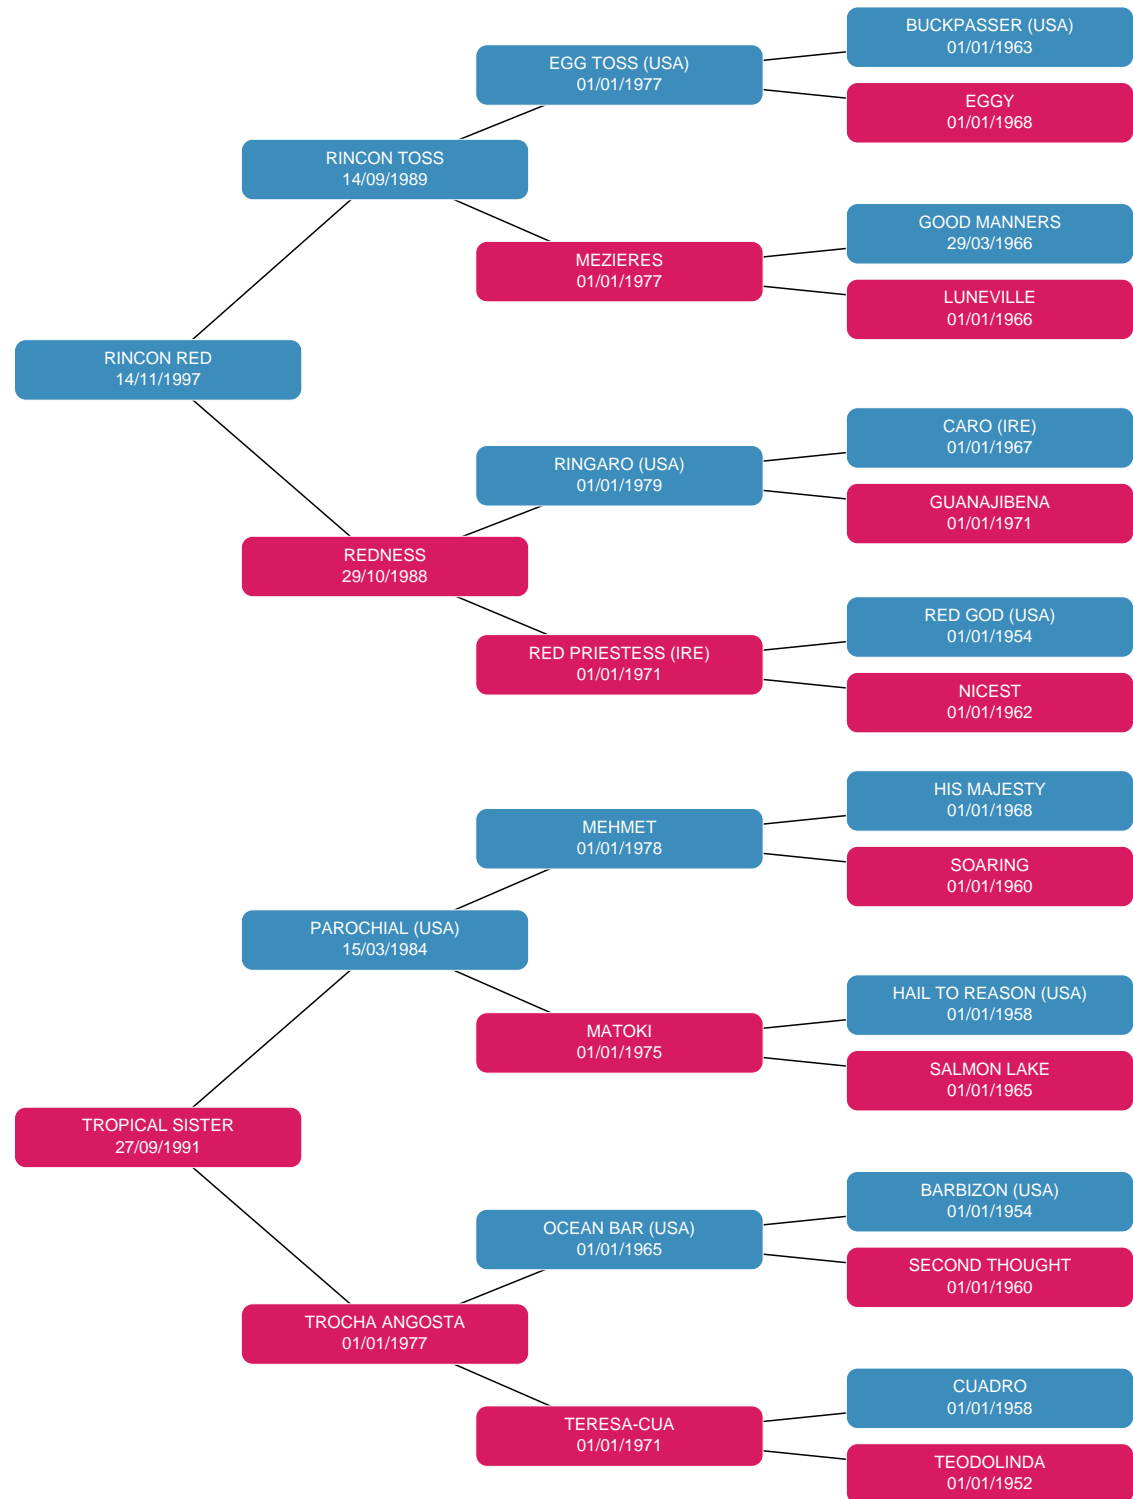 BUCKPASSER (USA)
01/01/1963
EGG TOSS (USA)
01/01/1977
EGGY
01/01/1968
RINCON TOSS
14/09/1989
GOOD MANNERS
29/03/1966
MEZIERES
01/01/1977
LUNEVILLE
01/01/1966
RINCON RED
14/11/1997
CARO (IRE)
01/01/1967
RINGARO (USA)
01/01/1979
GUANAJIBENA
01/01/1971
REDNESS
29/10/1988
RED GOD (USA)
01/01/1954
RED PRIESTESS (IRE)
01/01/1971
NICEST
01/01/1962
HIS MAJESTY
01/01/1968
MEHMET
01/01/1978
SOARING
01/01/1960
PAROCHIAL (USA)
15/03/1984
HAIL TO REASON (USA)
01/01/1958
MATOKI
01/01/1975
SALMON LAKE
01/01/1965
TROPICAL SISTER
27/09/1991
BARBIZON (USA)
01/01/1954
OCEAN BAR (USA)
01/01/1965
SECOND THOUGHT
01/01/1960
TROCHA ANGOSTA
01/01/1977
CUADRO
01/01/1958
TERESA-CUA
01/01/1971
TEODOLINDA
01/01/1952